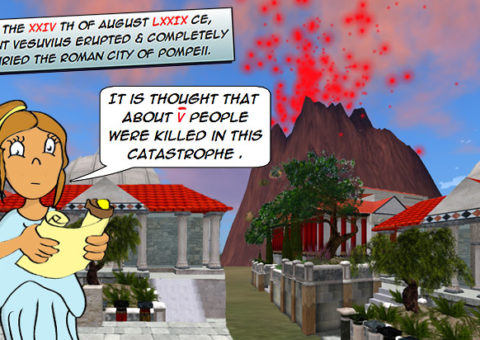 THE XXIV TH OF AUGUST LXXIX CE,
NT VESUVIUS ERUPTED & COMPLETELY
RIED THE ROMAN CITY OF POMPEII.
IT IS THOUGHT THAT
ABOUT V̅ PEOPLE
WERE KILLED IN THIS
CATASTROPHE .